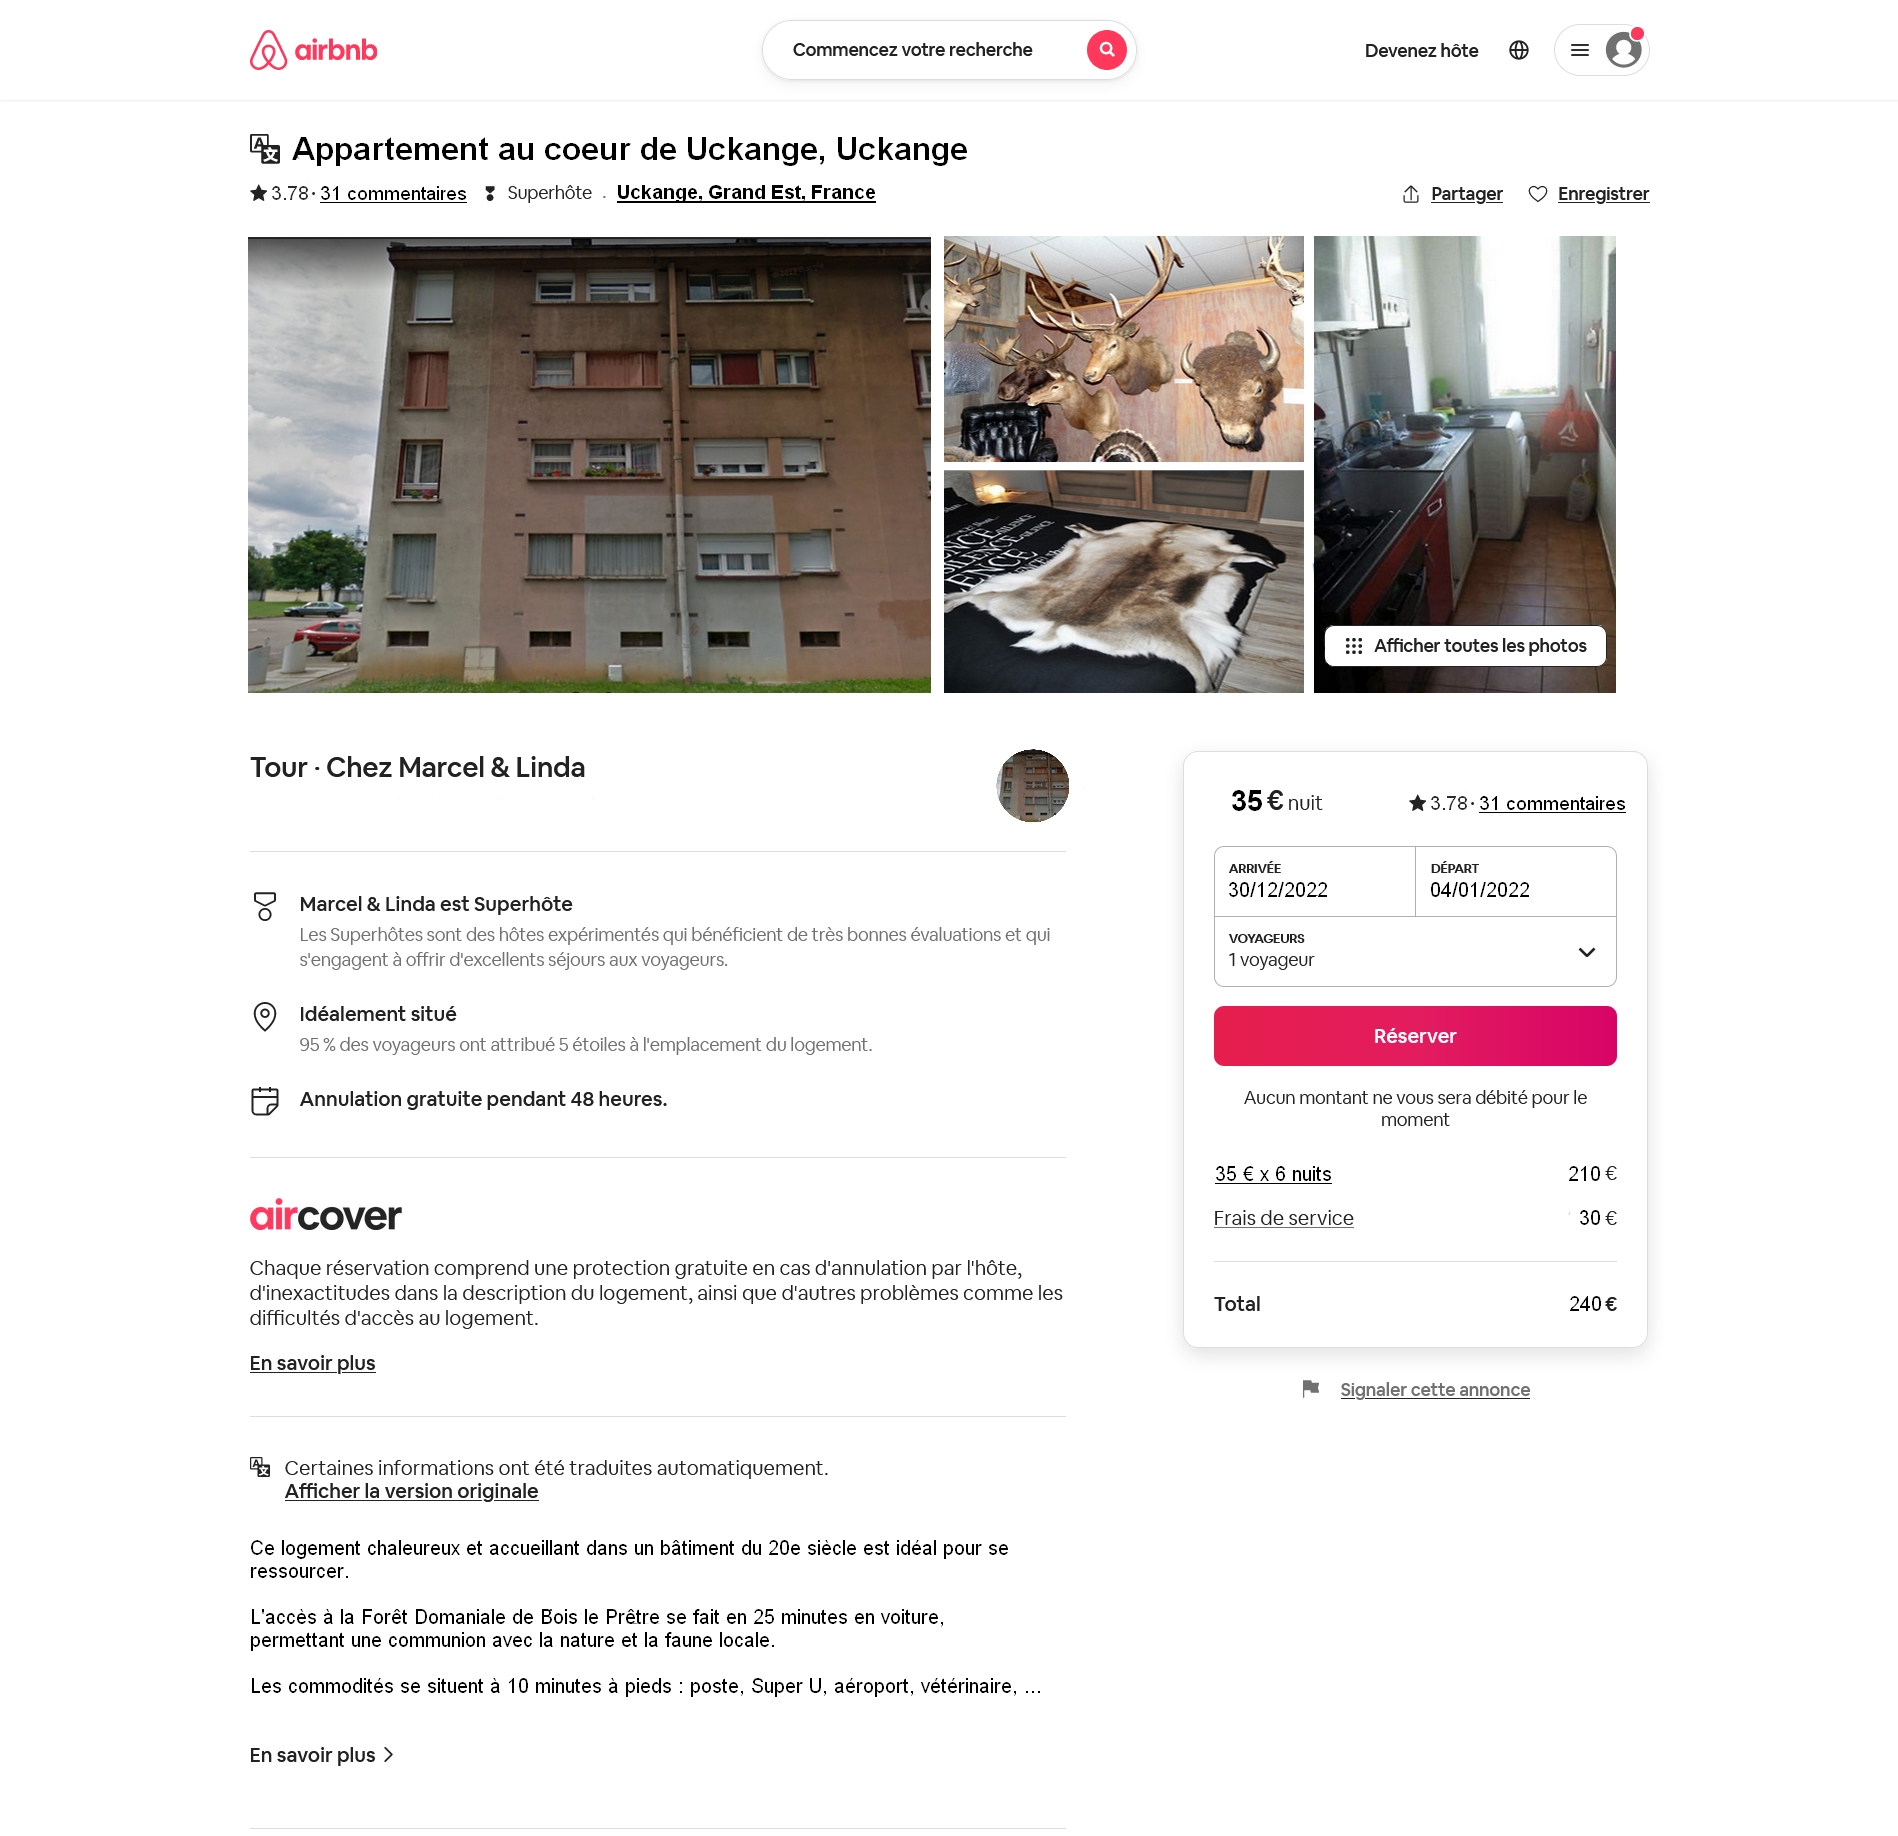 airbnb
Commencez votre recherche
Devenez hôte
Appartement au coeur de Uckange, Uckange
3.78 · 31 commentaires Superhôte . Uckange, Grand Est, France
Partager Enregistrer
SILENCE
Afficher toutes les photos
Tour · Chez Marcel & Linda
Marcel & Linda est Superhôte
Les Superhôtes sont des hôtes expérimentés qui bénéficient de très bonnes évaluations et qui
s'engagent à offrir d'excellents séjours aux voyageurs.
Idéalement situé
95 % des voyageurs ont attribué 5 étoiles à l'emplacement du logement.
Annulation gratuite pendant 48 heures.
aircover
Chaque réservation comprend une protection gratuite en cas d'annulation par l'hôte,
d'inexactitudes dans la description du logement, ainsi que d'autres problèmes comme les
difficultés d'accès au logement.
En savoir plus
Certaines informations ont été traduites automatiquement.
Afficher la version originale
Ce logement chaleureux et accueillant dans un bâtiment du 20e siècle est idéal pour se
ressourcer.
L'accès à la Forêt Domaniale de Bois le Prêtre se fait en 25 minutes en voiture,
permettant une communion avec la nature et la faune locale.
Les commodités se situent à 10 minutes à pieds : poste, Super U, aéroport, vétérinaire, ...
En savoir plus
35 € nuit
3.78 · 31 commentaires
ARRIVÉE
30/12/2022
DÉPART
04/01/2022
VOYAGEURS
1 voyageur
Réserver
Aucun montant ne vous sera débité pour le
moment
35 € x 6 nuits 210 €
Frais de service 30 €
Total 240 €
Signaler cette annonce